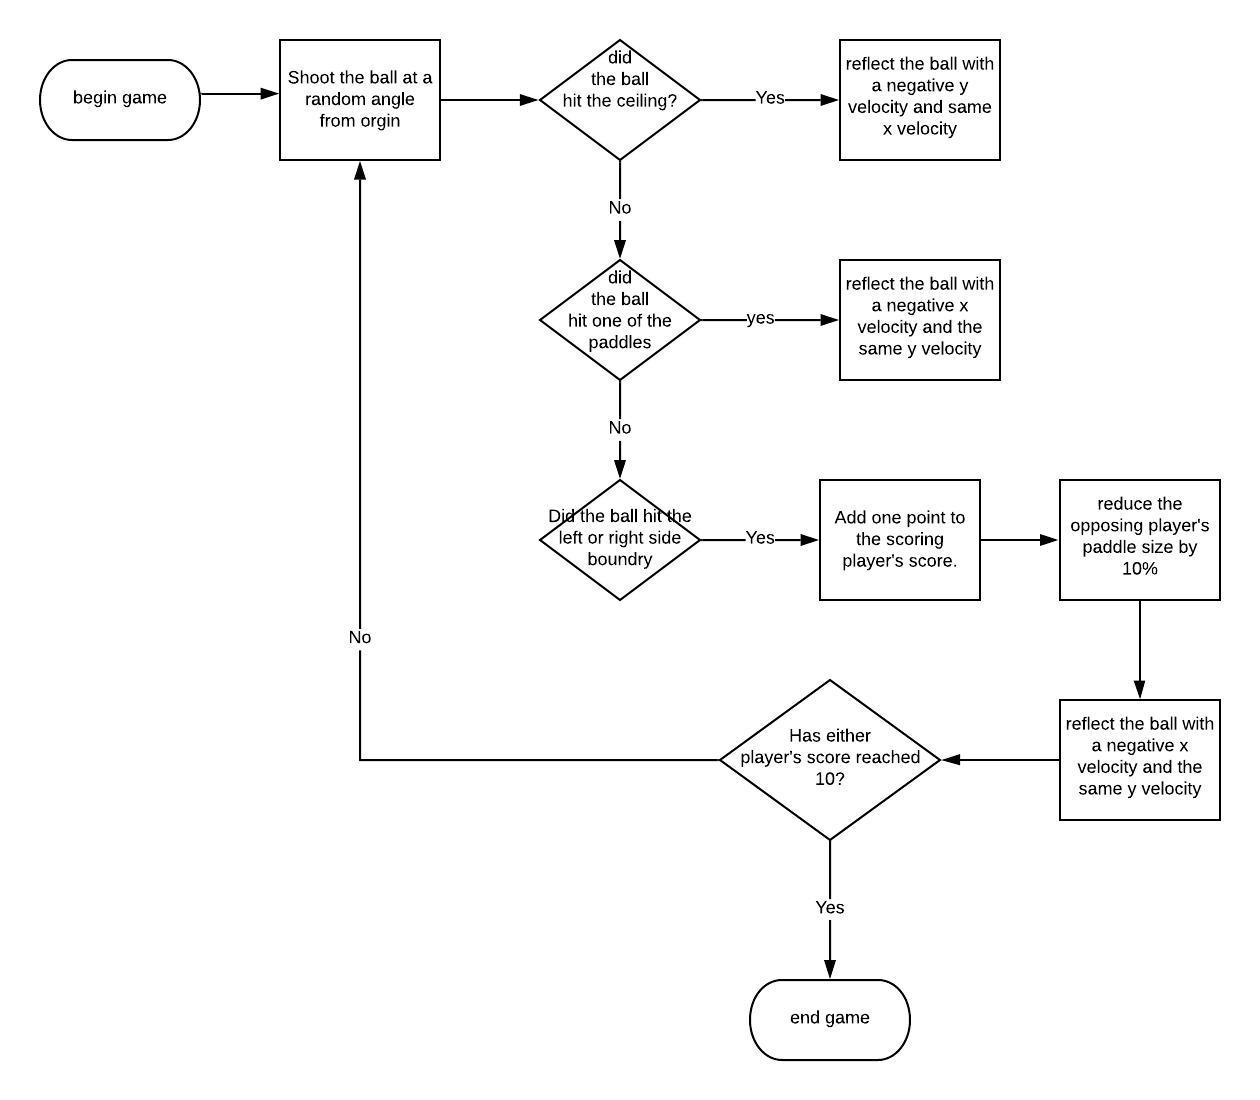 begin game
Shoot the ball at a
random angle
from orgin
did
the ball
hit the ceiling?
Yes
reflect the ball with
a negative y
velocity and same
x velocity
No
did
the ball
hit one of the
paddles
yes
reflect the ball with
a negative x
velocity and the
same y velocity
No
Did the ball hit the
left or right side
boundry
Yes
Add one point to
the scoring
player's score.
reduce the
opposing player's
paddle size by
10%
reflect the ball with
a negative x
velocity and the
same y velocity
Has either
player's score reached
10?
No
Yes
end game